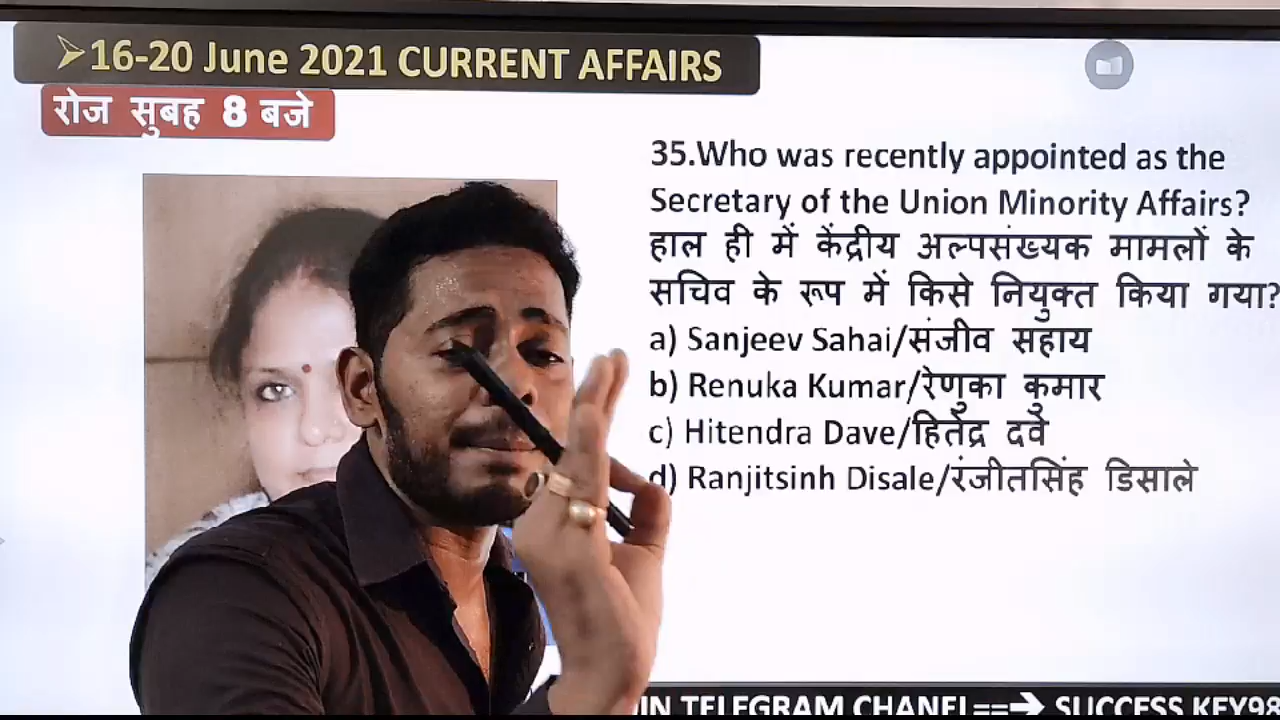 ➢16-20 June 2021 CURRENT AFFAIRS
रोज सुबह 8 बजे
35.Who was recently appointed as the
Secretary of the Union Minority Affairs?
हाल ही में केंद्रीय अल्पसंख्यक मामलों के
सचिव के रूप में किसे नियुक्त किया गया?
a) Sanjeev Sahai/संजीव सहाय
b) Renuka Kumar/रेणुका कुमार
c) Hitendra Dave/हितेंद्र दवे
d) Ranjitsinh Disale/रंजीतसिंह डिसाले
IN TELEGRAM CHANEL==➔ SUCCESS KEY98